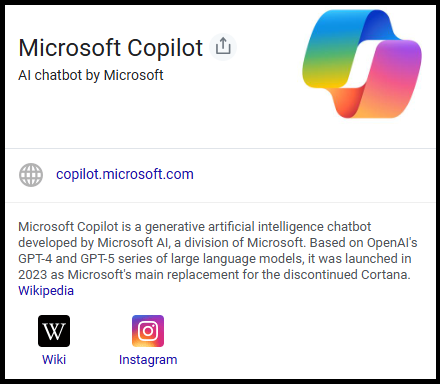 Microsoft Copilot
AI chatbot by Microsoft
copilot.microsoft.com
Microsoft Copilot is a generative artificial intelligence chatbot
developed by Microsoft AI, a division of Microsoft. Based on OpenAI's
GPT-4 and GPT-5 series of large language models, it was launched in
2023 as Microsoft's main replacement for the discontinued Cortana.
Wikipedia
W
Wiki
Instagram